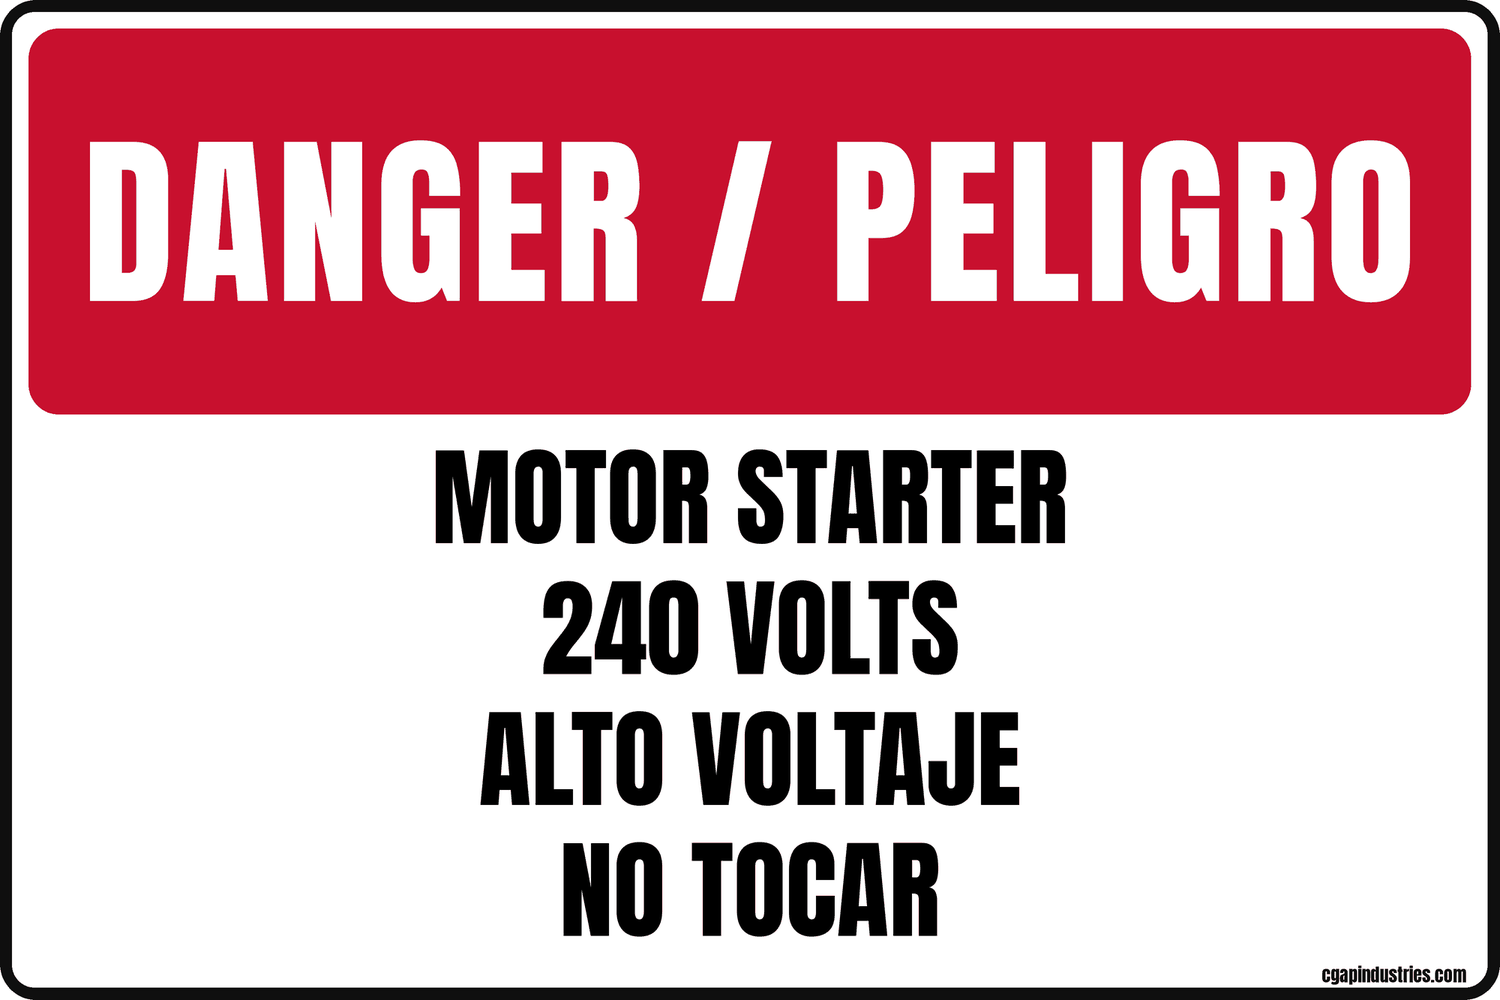 DANGER / PELIGRO
MOTOR STARTER
240 VOLTS
ALTO VOLTAJE
NO TOCAR
cgapindustries.com